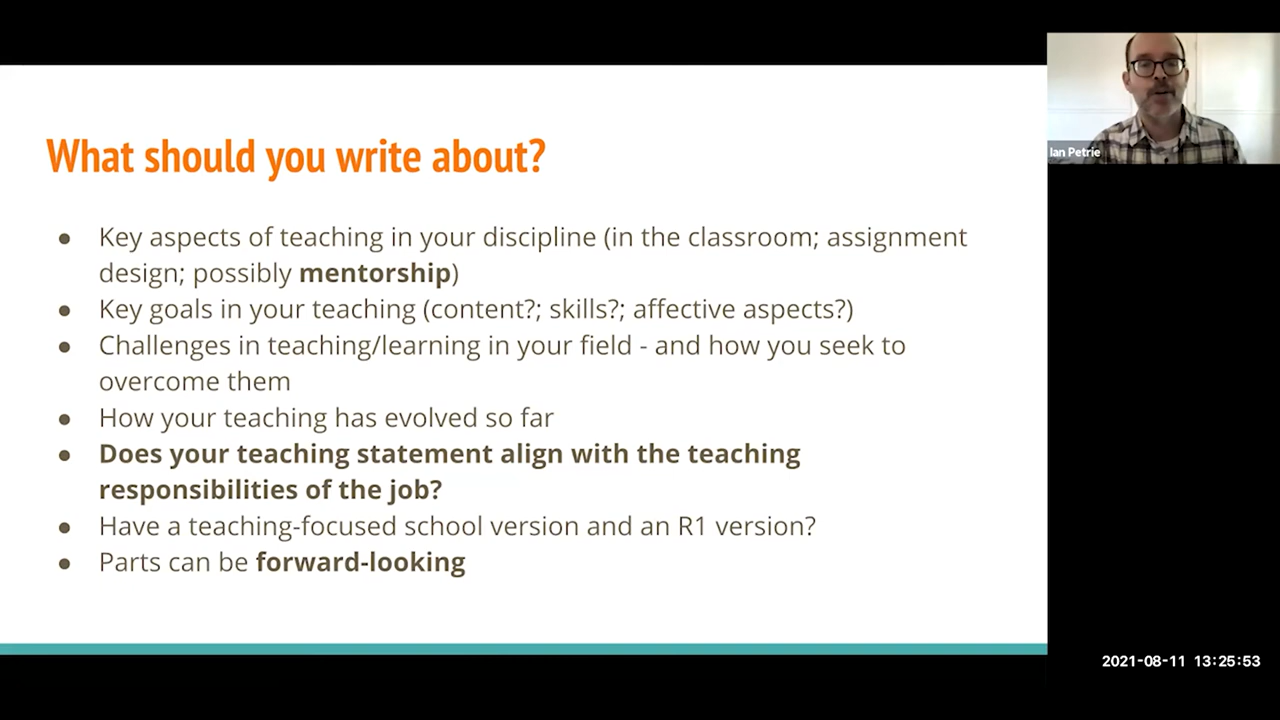 What should you write about?
● Key aspects of teaching in your discipline (in the classroom; assignment
design; possibly mentorship)
● Key goals in your teaching (content?; skills?; affective aspects?)
● Challenges in teaching/learning in your field - and how you seek to
overcome them
● How your teaching has evolved so far
● Does your teaching statement align with the teaching
responsibilities of the job?
● Have a teaching-focused school version and an R1 version?
● Parts can be forward-looking
Ian Petrie
2021-08-11 13:25:53